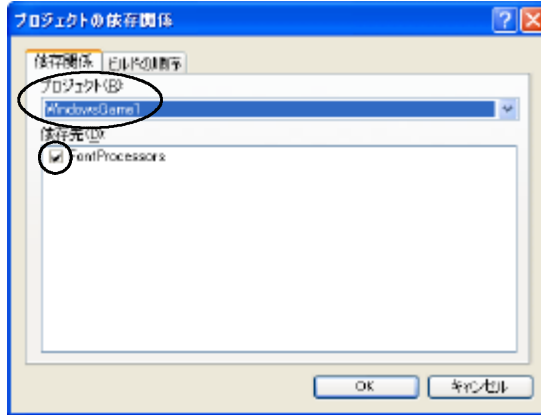 プロジェクトの依存関係
依存関係 ビルドの順序
プロジェクト(R):
WindowsGame1
依存先(D):
FontProcessors
OK キャンセル